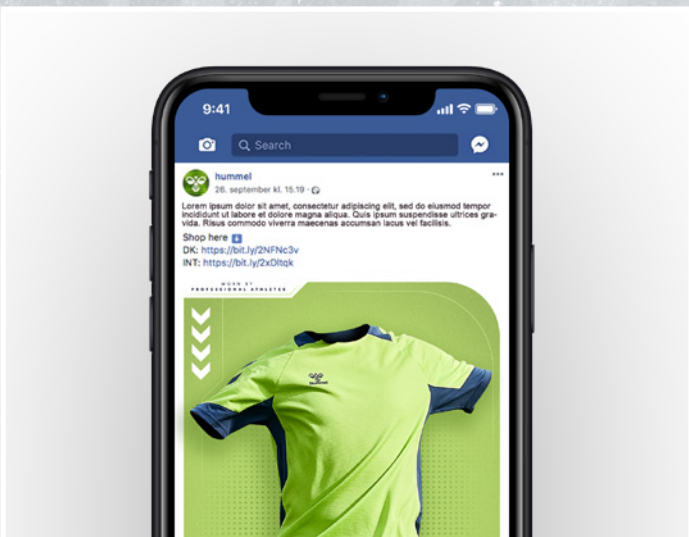 9:41
Search
hummel
26. september kl. 15.19 ·
Lorem ipsum dolor sit amet, consectetur adipiscing elit, sed do eiusmod tempor
incididunt ut labore et dolore magna aliqua. Quis ipsum suspendisse ultrices gra-
vida. Risus commodo viverra maecenas accumsan lacus vel facilisis.
Shop here
DK: https://bit.ly/2NFNc3v
INT: https://bit.ly/2xDltqk
WORN BY
PROFESSIONAL ATHLETES
hummel